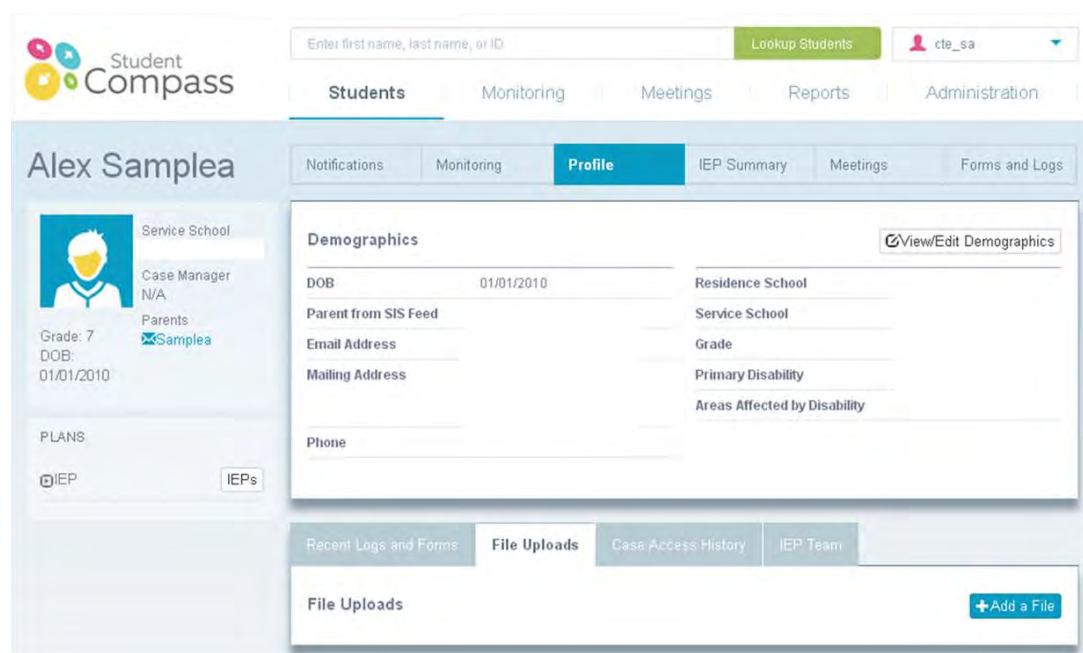 Student
Compass
Enter first name, last name, or ID
Lookup Students
cte_sa
Students Monitoring Meetings Reports Administration
Alex Samplea
Notifications Monitoring Profile IEP Summary Meetings Forms and Logs
Service School
Case Manager
N/A
Parents
Samplea
Grade: 7
DOB:
01/01/2010
PLANS
IEP IEPs
Demographics View/Edit Demographics
DOB 01/01/2010
Parent from SIS Feed
Email Address
Mailing Address
Phone
Residence School
Service School
Grade
Primary Disability
Areas Affected by Disability
Recent Logs and Forms File Uploads Case Access History IEP Team
File Uploads Add a File